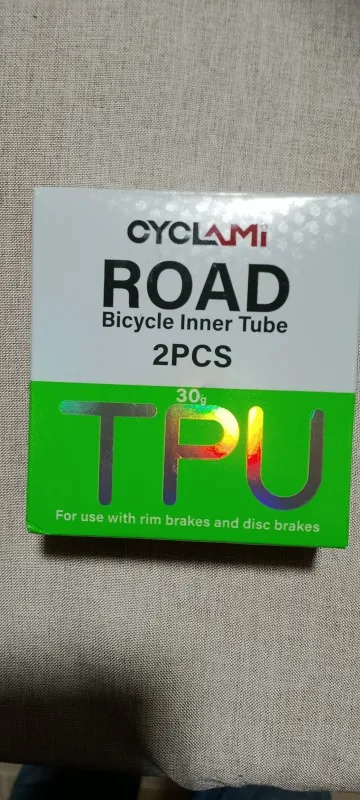 CYCLAMI
ROAD
Bicycle Inner Tube
2PCS
30g
TPU
For use with rim brakes and disc brakes